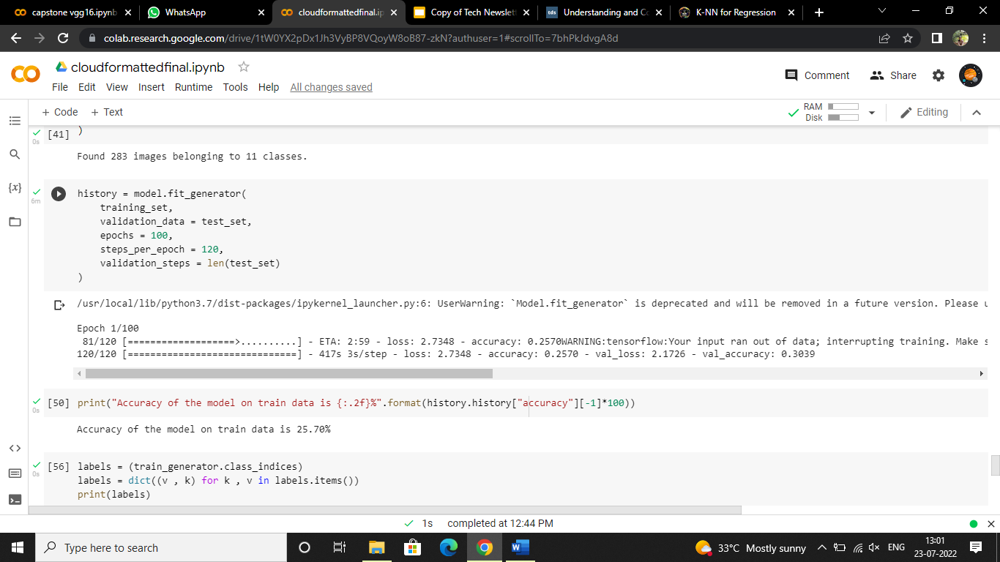 capstone vgg16.ipynb
WhatsApp
cloudformattedfinal.ip
Copy of Tech Newslet
tds Understanding and Co
K-NN for Regression
colab.research.google.com/drive/1tW0YX2pDx1Jh3VyBP8VQoyW8oB87-zkN?authuser=1#scrollTo=7bhPkJdvgA8d
cloudformattedfinal.ipynb
Comment
Share
File Edit View Insert Runtime Tools Help All changes saved
+ Code + Text
RAM
Disk
Editing
[41] )
0s
Found 283 images belonging to 11 classes.
{x}
6m
history = model.fit_generator(
training_set,
validation_data = test_set,
epochs = 100,
steps_per_epoch = 120,
validation_steps = len(test_set)
)
/usr/local/lib/python3.7/dist-packages/ipykernel_launcher.py:6: UserWarning: `Model.fit_generator` is deprecated and will be removed in a future version. Please
Epoch 1/100
81/120 [===================>..........] - ETA: 2:59 - loss: 2.7348 - accuracy: 0.2570WARNING:tensorflow:Your input ran out of data; interrupting training. Make
120/120 [==============================] - 417s 3s/step - loss: 2.7348 - accuracy: 0.2570 - val_loss: 2.1726 - val_accuracy: 0.3039
[50] print("Accuracy of the model on train data is {:.2f}%".format(history.history["accuracy"][-1]*100))
0s
Accuracy of the model on train data is 25.70%
[56] labels = (train_generator.class_indices)
0s
labels = dict((v , k) for k , v in labels.items())
print(labels)
1s completed at 12:44 PM
Type here to search
33°C Mostly sunny
ENG
13:01
23-07-2022